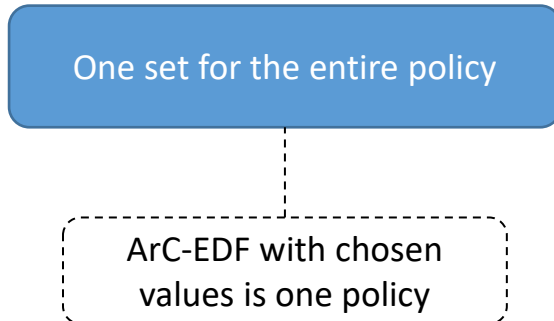 One set for the entire policy
ArC-EDF with chosen
values is one policy